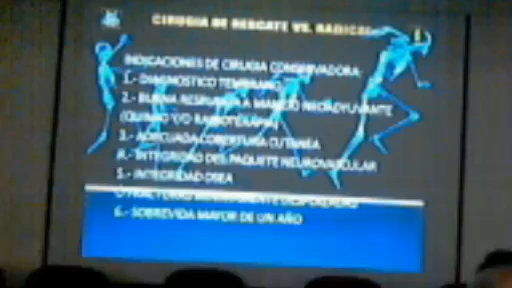 CIRUGIA DE RESCATE VS. RADICAL
INDICACIONES DE CIRUGIA CONSERVADORA:
1.- DIAGNOSTICO TEMPRANO
2.- BUENA RESPUESTA A MANEJO NEOADYUVANTE
(QUIMIO Y/O RADIOTERAPIA)
3.- ADECUADA COBERTURA CUTANEA
4.- INTEGRIDAD DEL PAQUETE NEUROVASCULAR
5.- INTEGRIDAD OSEA
O FRACTURAS
6.- SOBREVIDA MAYOR DE UN AÑO